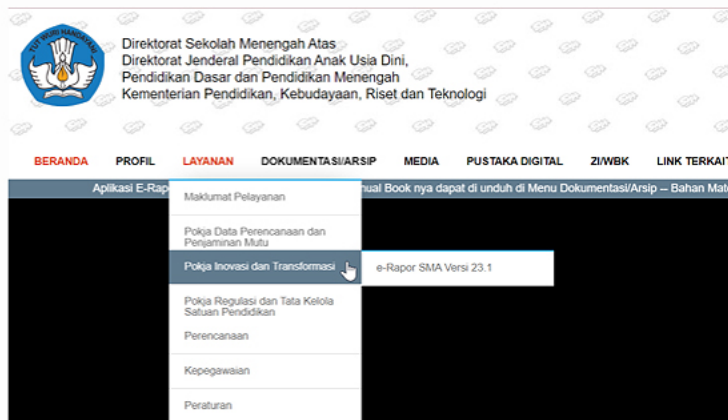 TUT WURI HANDAYANI
Direktorat Sekolah Menengah Atas
Direktorat Jenderal Pendidikan Anak Usia Dini,
Pendidikan Dasar dan Pendidikan Menengah
Kementerian Pendidikan, Kebudayaan, Riset dan Teknologi
BERANDA PROFIL LAYANAN DOKUMENTASI/ARSIP MEDIA PUSTAKA DIGITAL ZI/WBK LINK TERKAIT
Aplikasi E-Rap nual Book nya dapat di unduh di Menu Dokumentasi/Arsip -- Bahan Mate
Maklumat Pelayanan
Pokja Data Perencanaan dan
Penjaminan Mutu
Pokja Inovasi dan Transformasi e-Rapor SMA Versi 23.1
Pokja Regulasi dan Tata Kelola
Satuan Pendidikan
Perencanaan
Kepegawaian
Peraturan